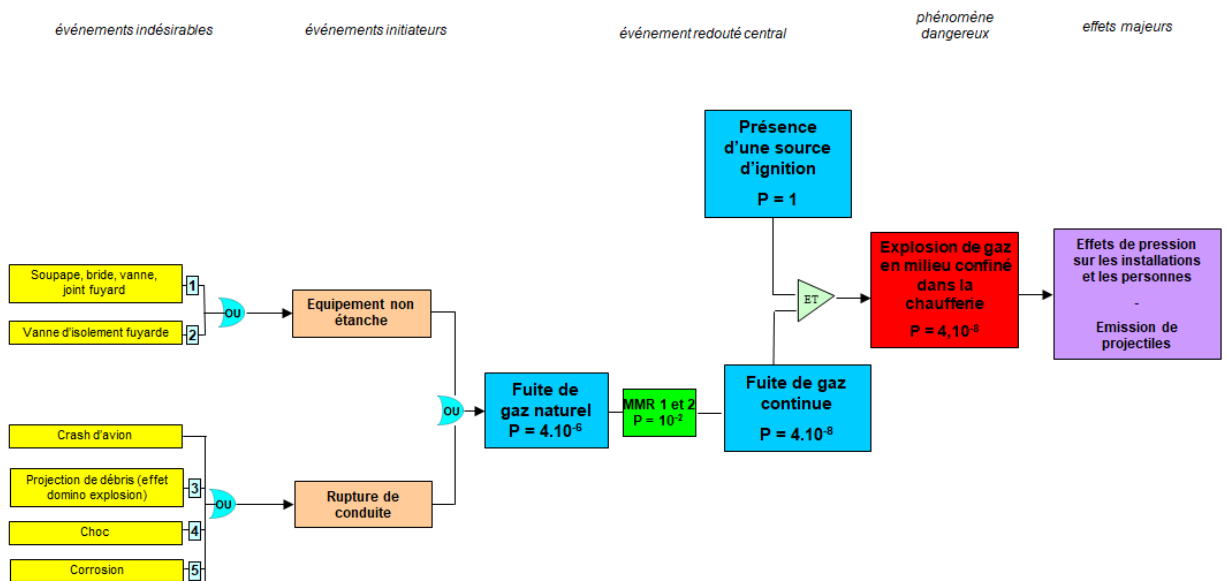 événements indésirables
événements initiateurs
événement redouté central
phénomène
dangereux
effets majeurs
Présence
d'une source
d'ignition
P = 1
Soupape, bride, vanne,
joint fuyard
1
OU
Vanne d'isolement fuyarde
2
Equipement non
étanche
ET
Explosion de gaz
en milieu confiné
dans la
chaufferie
P = 4,10-8
Effets de pression
sur les installations
et les personnes
-
Emission de
projectiles
OU
Fuite de
gaz naturel
P = 4.10-6
MMR 1 et 2
P = 10-2
Fuite de gaz
continue
P = 4.10-8
Crash d'avion
Projection de débris (effet
domino explosion)
3
OU
Rupture de
conduite
Choc
4
Corrosion
5